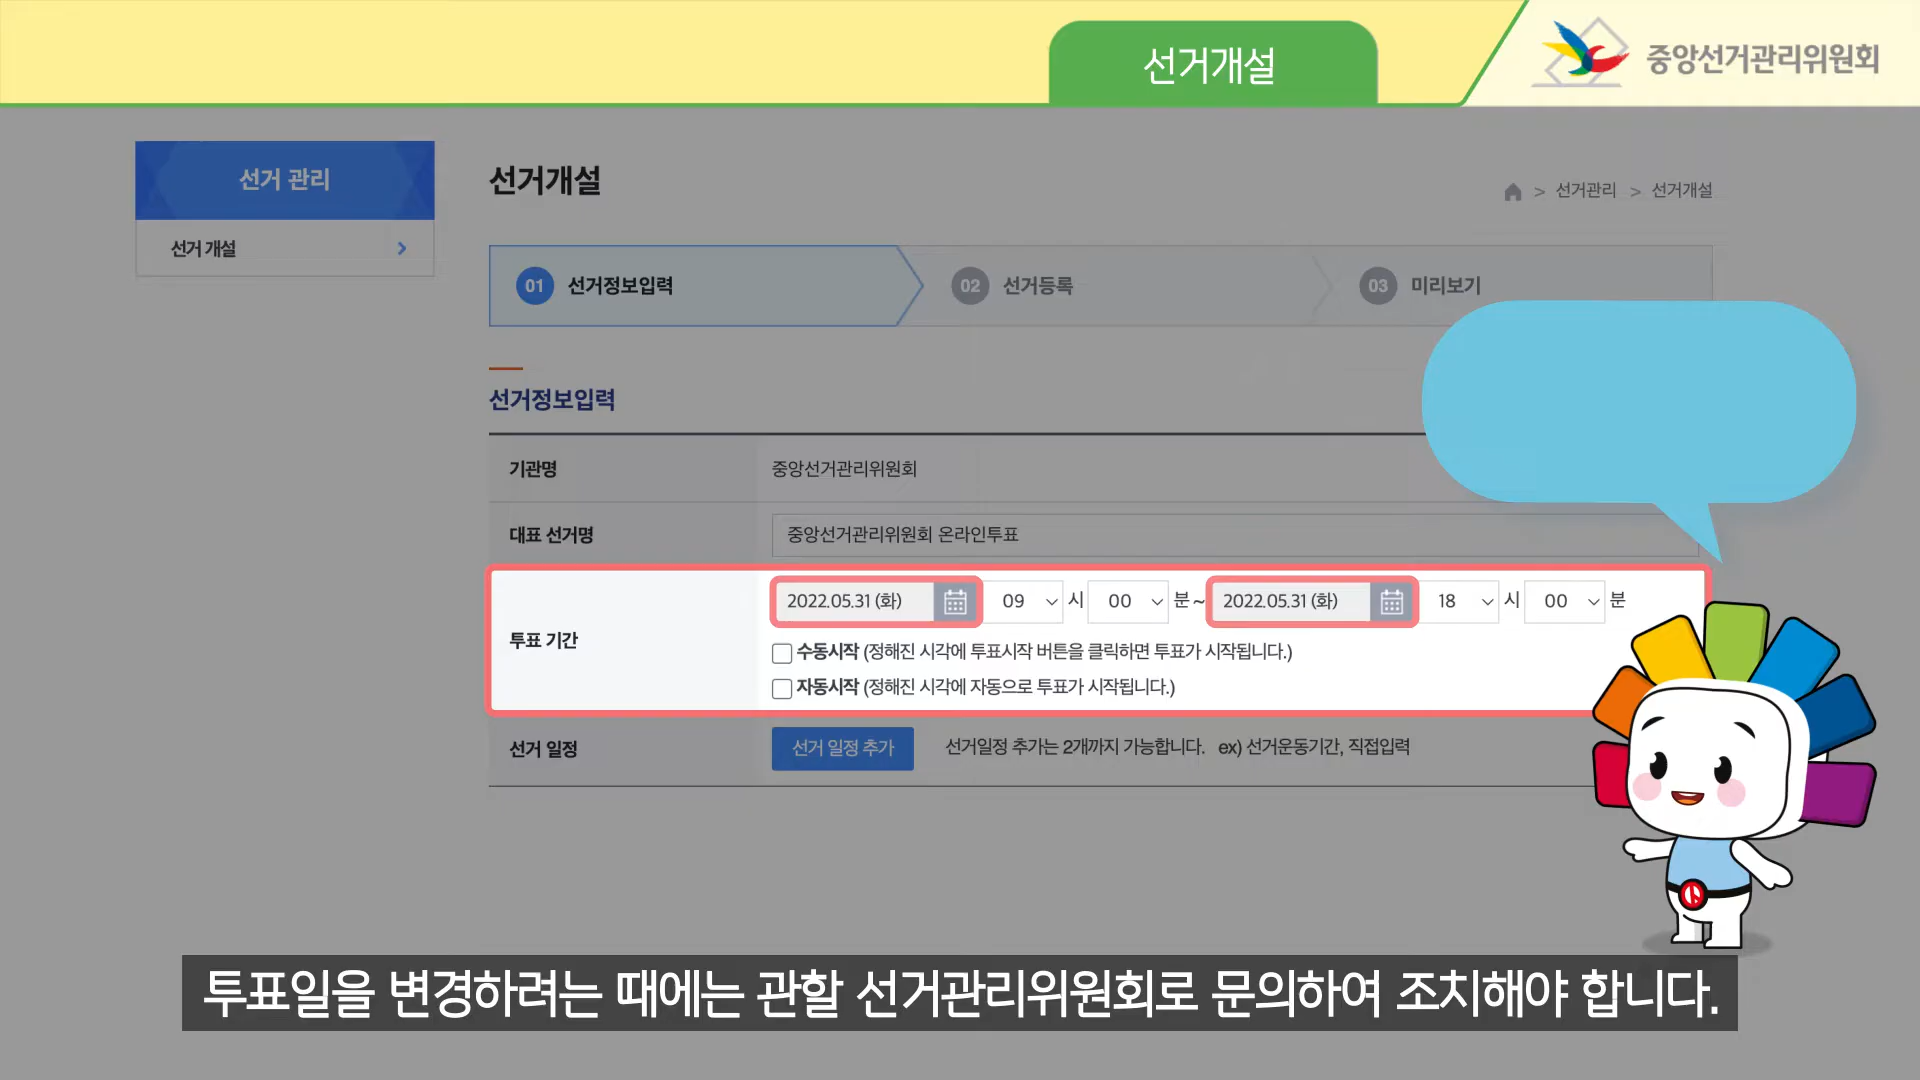 선거개설
중앙선거관리위원회
선거 관리
선거 개설
선거개설
> 선거관리 > 선거개설
01 선거정보입력
02 선거등록
03 미리보기
선거정보입력
기관명 중앙선거관리위원회
대표 선거명 중앙선거관리위원회 온라인투표
투표 기간
2022.05.31 (화) 09 시 00 분 ~ 2022.05.31 (화) 18 시 00 분
수동시작 (정해진 시각에 투표시작 버튼을 클릭하면 투표가 시작됩니다.)
자동시작 (정해진 시각에 자동으로 투표가 시작됩니다.)
선거 일정 선거 일정 추가 선거일정 추가는 2개까지 가능합니다. ex) 선거운동기간, 직접입력
투표일을 변경하려는 때에는 관할 선거관리위원회로 문의하여 조치해야 합니다.